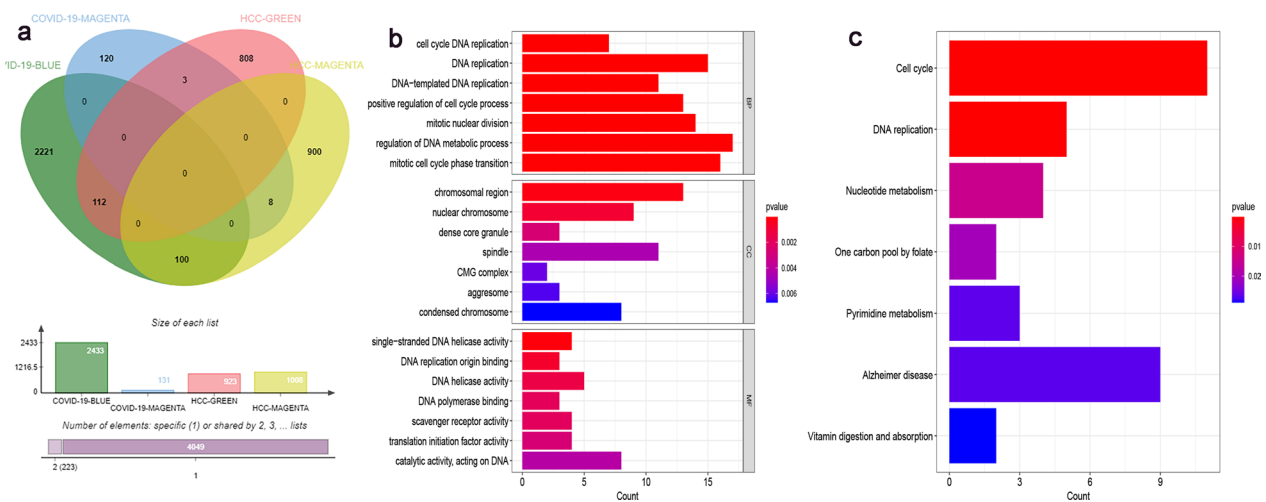 a
COVID-19-MAGENTA
HCC-GREEN
'ID-19-BLUE
HCC-MAGENTA
120
808
3
0
0
0
0
2221
900
0
112
8
0
0
100
Size of each list
2433
1216.5
0
2433
131
923
1000
COVID-19-BLUE
COVID-19-MAGENTA
HCC-GREEN
HCC-MAGENTA
Number of elements: specific (1) or shared by 2, 3, ... lists
4049
2 (223)
1
b
cell cycle DNA replication
DNA replication
DNA-templated DNA replication
positive regulation of cell cycle process
mitotic nuclear division
regulation of DNA metabolic process
mitotic cell cycle phase transition
BP
chromosomal region
nuclear chromosome
dense core granule
spindle
CMG complex
aggresome
condensed chromosome
CC
single-stranded DNA helicase activity
DNA replication origin binding
DNA helicase activity
DNA polymerase binding
scavenger receptor activity
translation initiation factor activity
catalytic activity, acting on DNA
MF
0
5
10
15
Count
pvalue
0.002
0.004
0.006
c
Cell cycle
DNA replication
Nucleotide metabolism
One carbon pool by folate
Pyrimidine metabolism
Alzheimer disease
Vitamin digestion and absorption
0
3
6
9
Count
pvalue
0.01
0.02